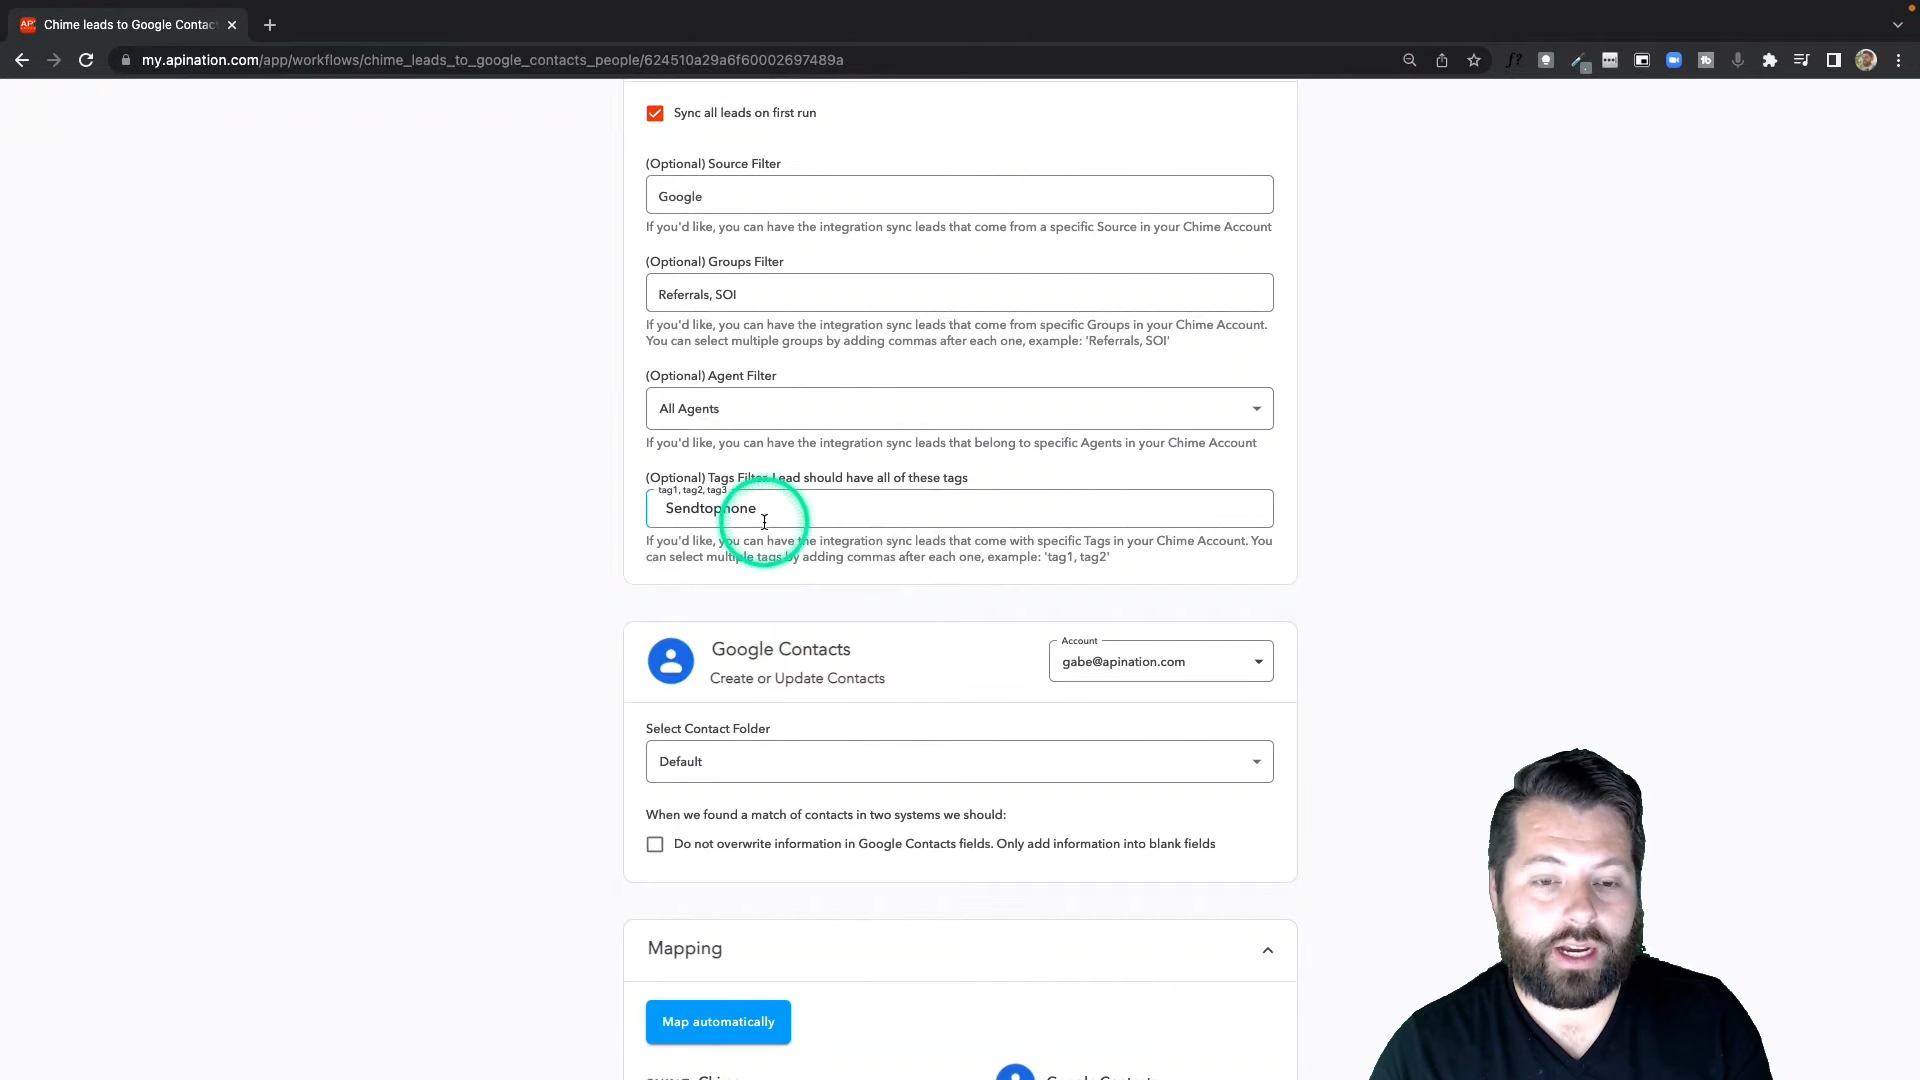 Chime leads to Google Contac
my.apination.com/app/workflows/chime_leads_to_google_contacts_people/624510a29a6f60002697489a
Sync all leads on first run
(Optional) Source Filter
Google
If you'd like, you can have the integration sync leads that come from a specific Source in your Chime Account
(Optional) Groups Filter
Referrals, SOI
If you'd like, you can have the integration sync leads that come from specific Groups in your Chime Account.
You can select multiple groups by adding commas after each one, example: 'Referrals, SOI'
(Optional) Agent Filter
All Agents
If you'd like, you can have the integration sync leads that belong to specific Agents in your Chime Account
(Optional) Tags Filter. Lead should have all of these tags
tag1, tag2, tag3
Sendtophone
If you'd like, you can have the integration sync leads that come with specific Tags in your Chime Account. You
can select multiple tags by adding commas after each one, example: 'tag1, tag2'
Google Contacts
Create or Update Contacts
Account
gabe@apination.com
Select Contact Folder
Default
When we found a match of contacts in two systems we should:
Do not overwrite information in Google Contacts fields. Only add information into blank fields
Mapping
Map automatically